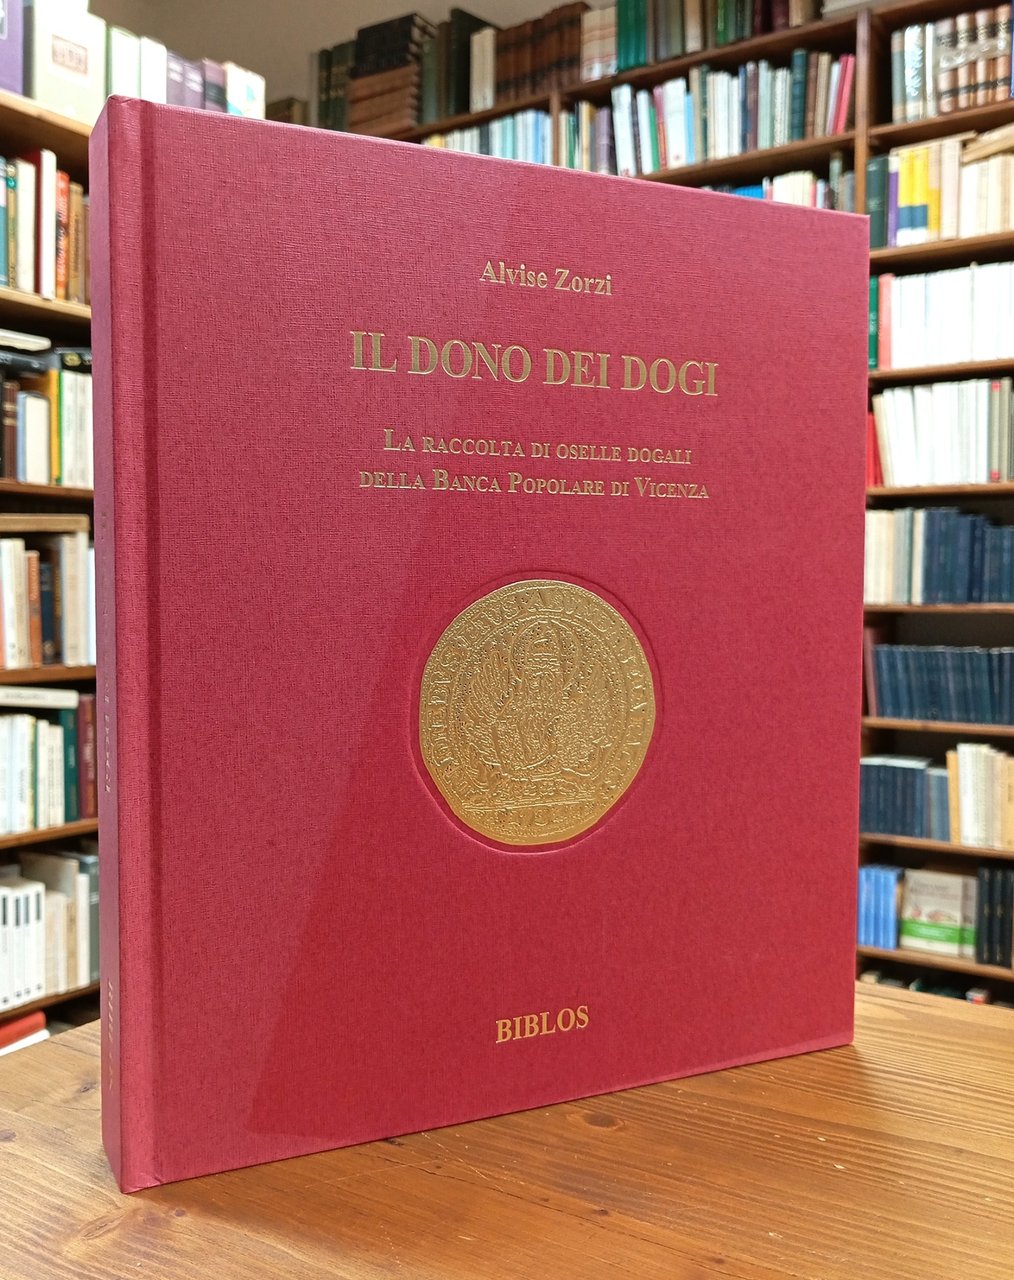 Alvise Zorzi
IL DONO DEI DOGI
LA RACCOLTA DI OSELLE DOGALI
DELLA BANCA POPOLARE DI VICENZA
BIBLOS